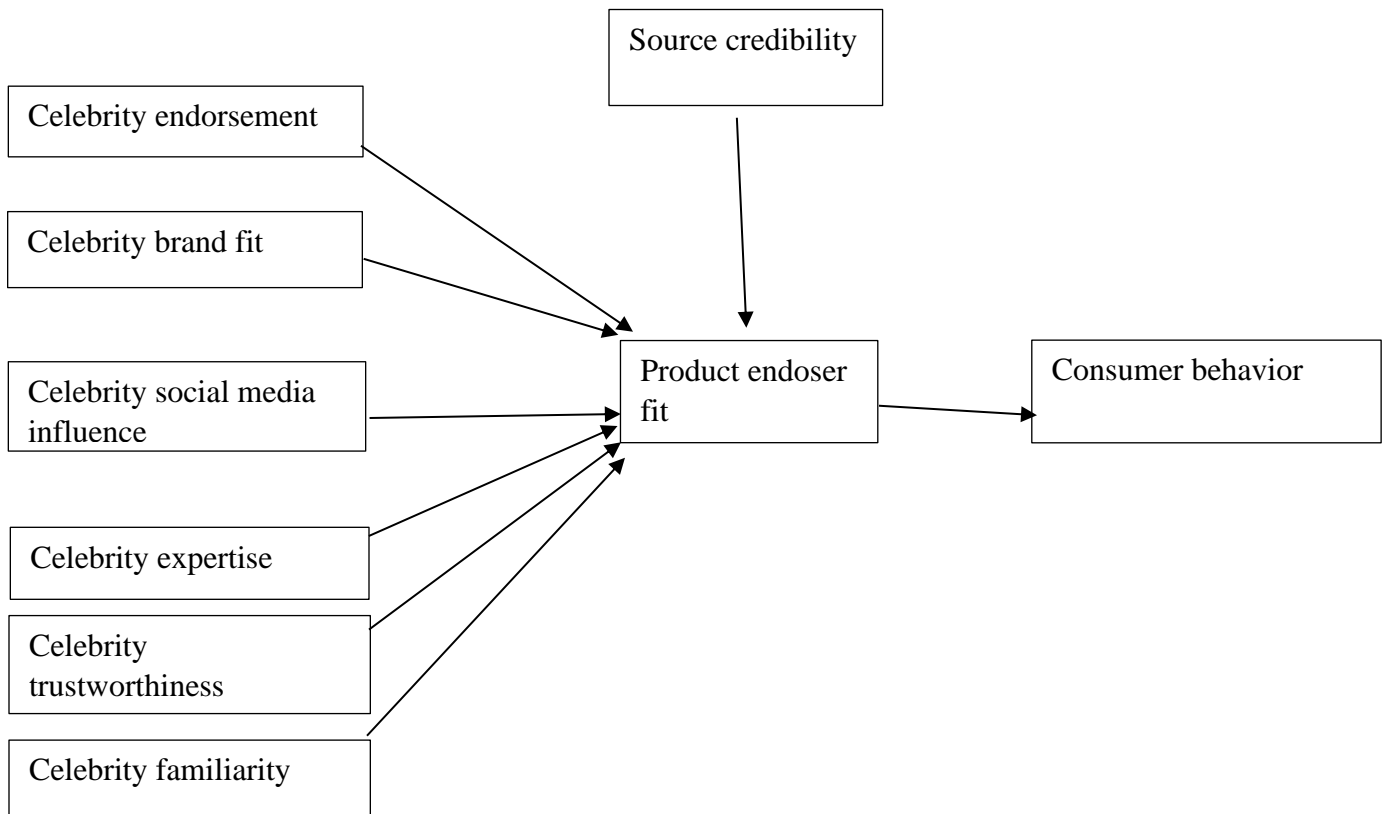 Source credibility
Celebrity endorsement
Celebrity brand fit
Celebrity social media
influence
Product endoser
fit
Consumer behavior
Celebrity expertise
Celebrity
trustworthiness
Celebrity familiarity